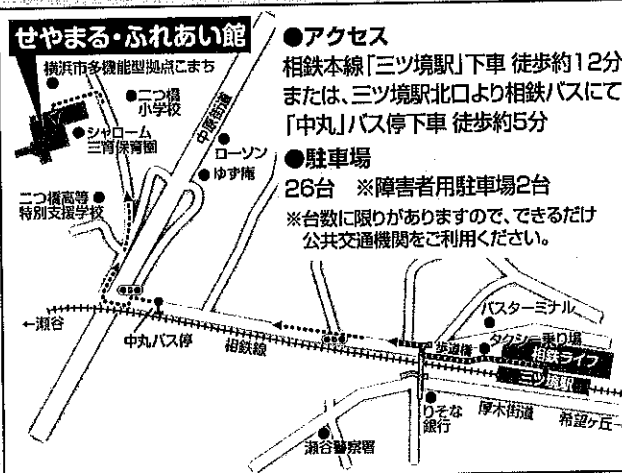 せやまる・ふれあい館
●アクセス
相鉄本線「三ツ境駅」下車 徒歩約12分
または、三ツ境駅北口より相鉄バスにて
「中丸」バス停下車 徒歩約5分
●駐車場
26台 ※障害者用駐車場2台
※台数に限りがありますので、できるだけ
公共交通機関をご利用ください。
横浜市多機能型拠点こまち
二つ橋
小学校
シャローム
三育保育園
中原街道
ローソン
ゆず庵
二つ橋高等
特別支援学校
←瀬谷
中丸バス停
相鉄線
バスターミナル
タクシー乗り場
歩道橋
相鉄ライフ
三ツ境駅
りそな
銀行
厚木街道
希望ヶ丘→
瀬谷警察署